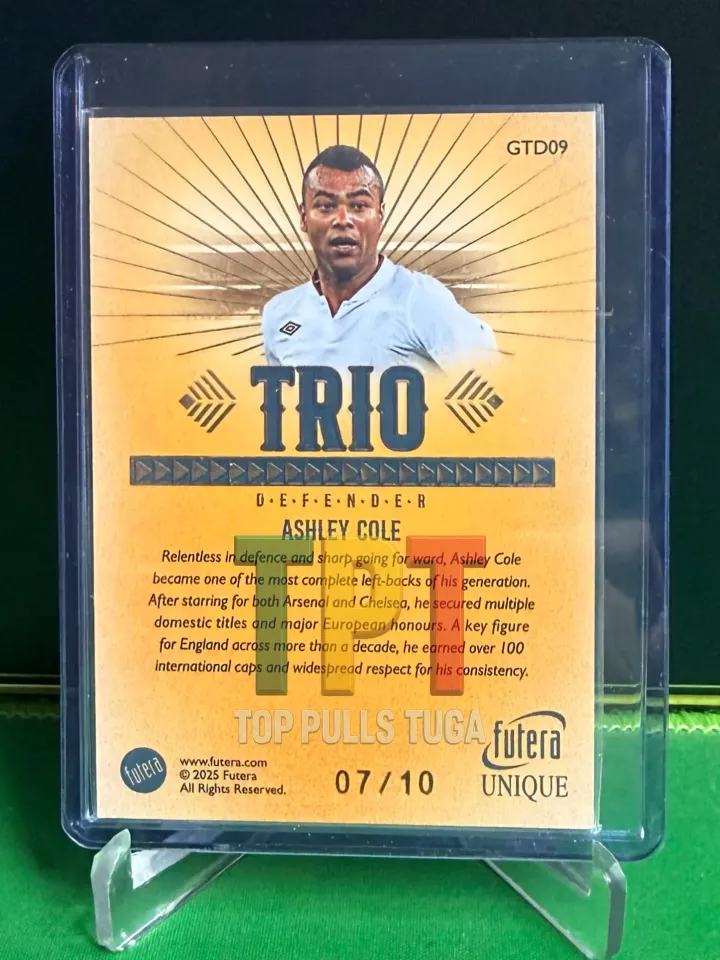 GTD09
TRIO
D•E•F•E•N•D•E•R
ASHLEY COLE
Relentless in defence and sharp going for ward, Ashley Cole
became one of the most complete left-backs of his generation.
After starring for both Arsenal and Chelsea, he secured multiple
domestic titles and major European honours. A key figure
for England across more than a decade, he earned over 100
international caps and widespread respect for his consistency.
TPT
TOP PULLS TUGA
futera
UNIQUE
futera
www.futera.com
© 2025 Futera
All Rights Reserved.
07/10